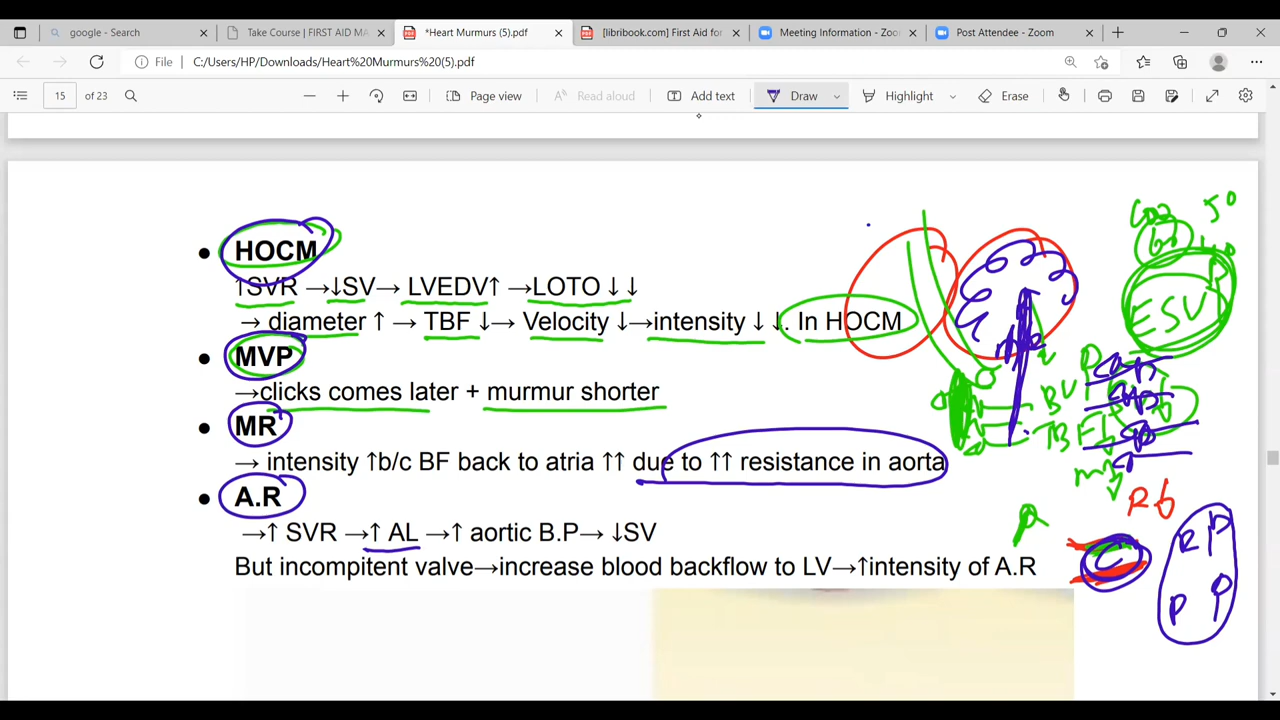 google - Search
Take Course | FIRST AID MA
*Heart Murmurs (5).pdf
[libribook.com] First Aid for
Meeting Information - Zoo
Post Attendee - Zoom
File
C:/Users/HP/Downloads/Heart%20Murmurs%20(5).pdf
15 of 23
Page view
Read aloud
Add text
Draw
Highlight
Erase
• HOCM
↑SVR →↓SV→ LVEDV↑ →LOTO ↓↓
→ diameter ↑ → TBF ↓→ Velocity ↓→intensity ↓↓. In HOCM
• MVP
→clicks comes later + murmur shorter
• MR
→ intensity ↑b/c BF back to atria ↑↑ due to ↑↑ resistance in aorta
• A.R
→↑ SVR →↑ AL →↑ aortic B.P→ ↓SV
But incompitent valve→increase blood backflow to LV→↑intensity of A.R
50
ESV
BV
TBF